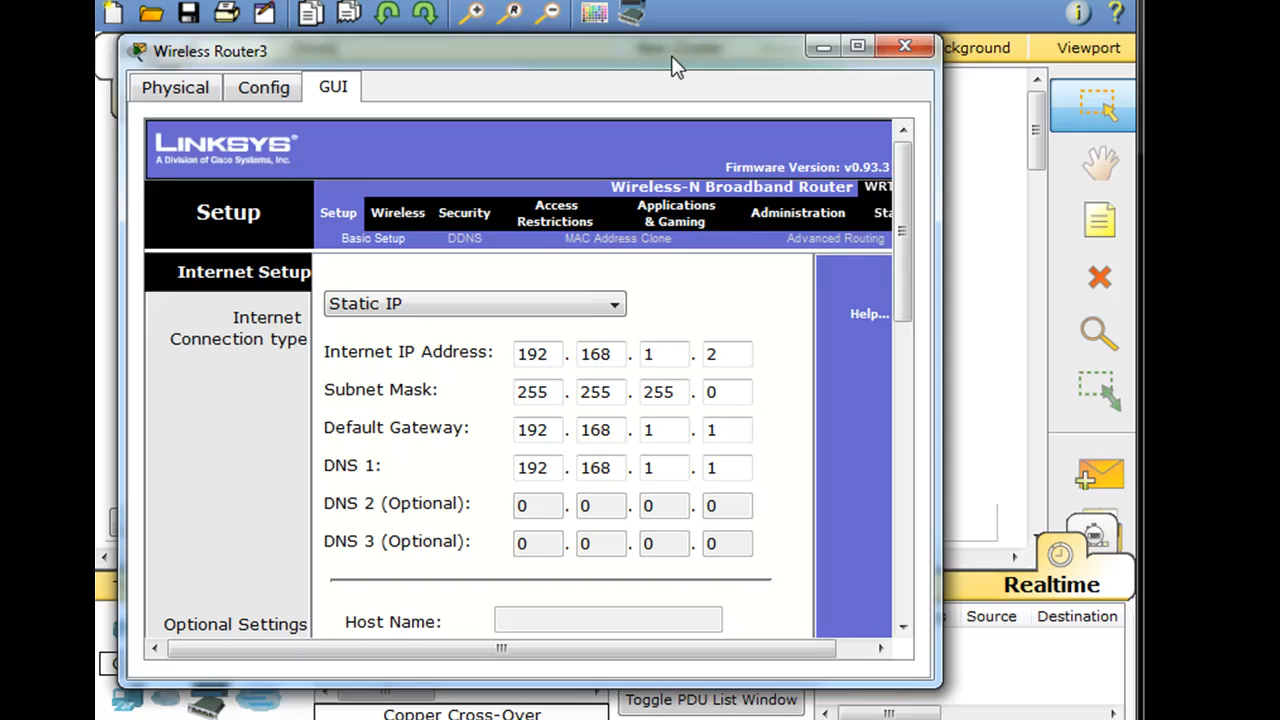 Wireless Router3
ckground
Viewport
Physical
Config
GUI
LINKSYS®
A Division of Cisco Systems, Inc.
Firmware Version: v0.93.3
Wireless-N Broadband Router
WRT
Setup
Setup
Wireless
Security
Access Restrictions
Applications & Gaming
Administration
Sta
Basic Setup
DDNS
MAC Address Clone
Advanced Routing
Internet Setup
Internet
Connection type
Static IP
Help...
Internet IP Address: 192 . 168 . 1 . 2
Subnet Mask: 255 . 255 . 255 . 0
Default Gateway: 192 . 168 . 1 . 1
DNS 1: 192 . 168 . 1 . 1
DNS 2 (Optional): 0 . 0 . 0 . 0
DNS 3 (Optional): 0 . 0 . 0 . 0
Optional Settings
Host Name:
Realtime
Source
Destination
Toggle PDU List Window
Copper Cross-Over